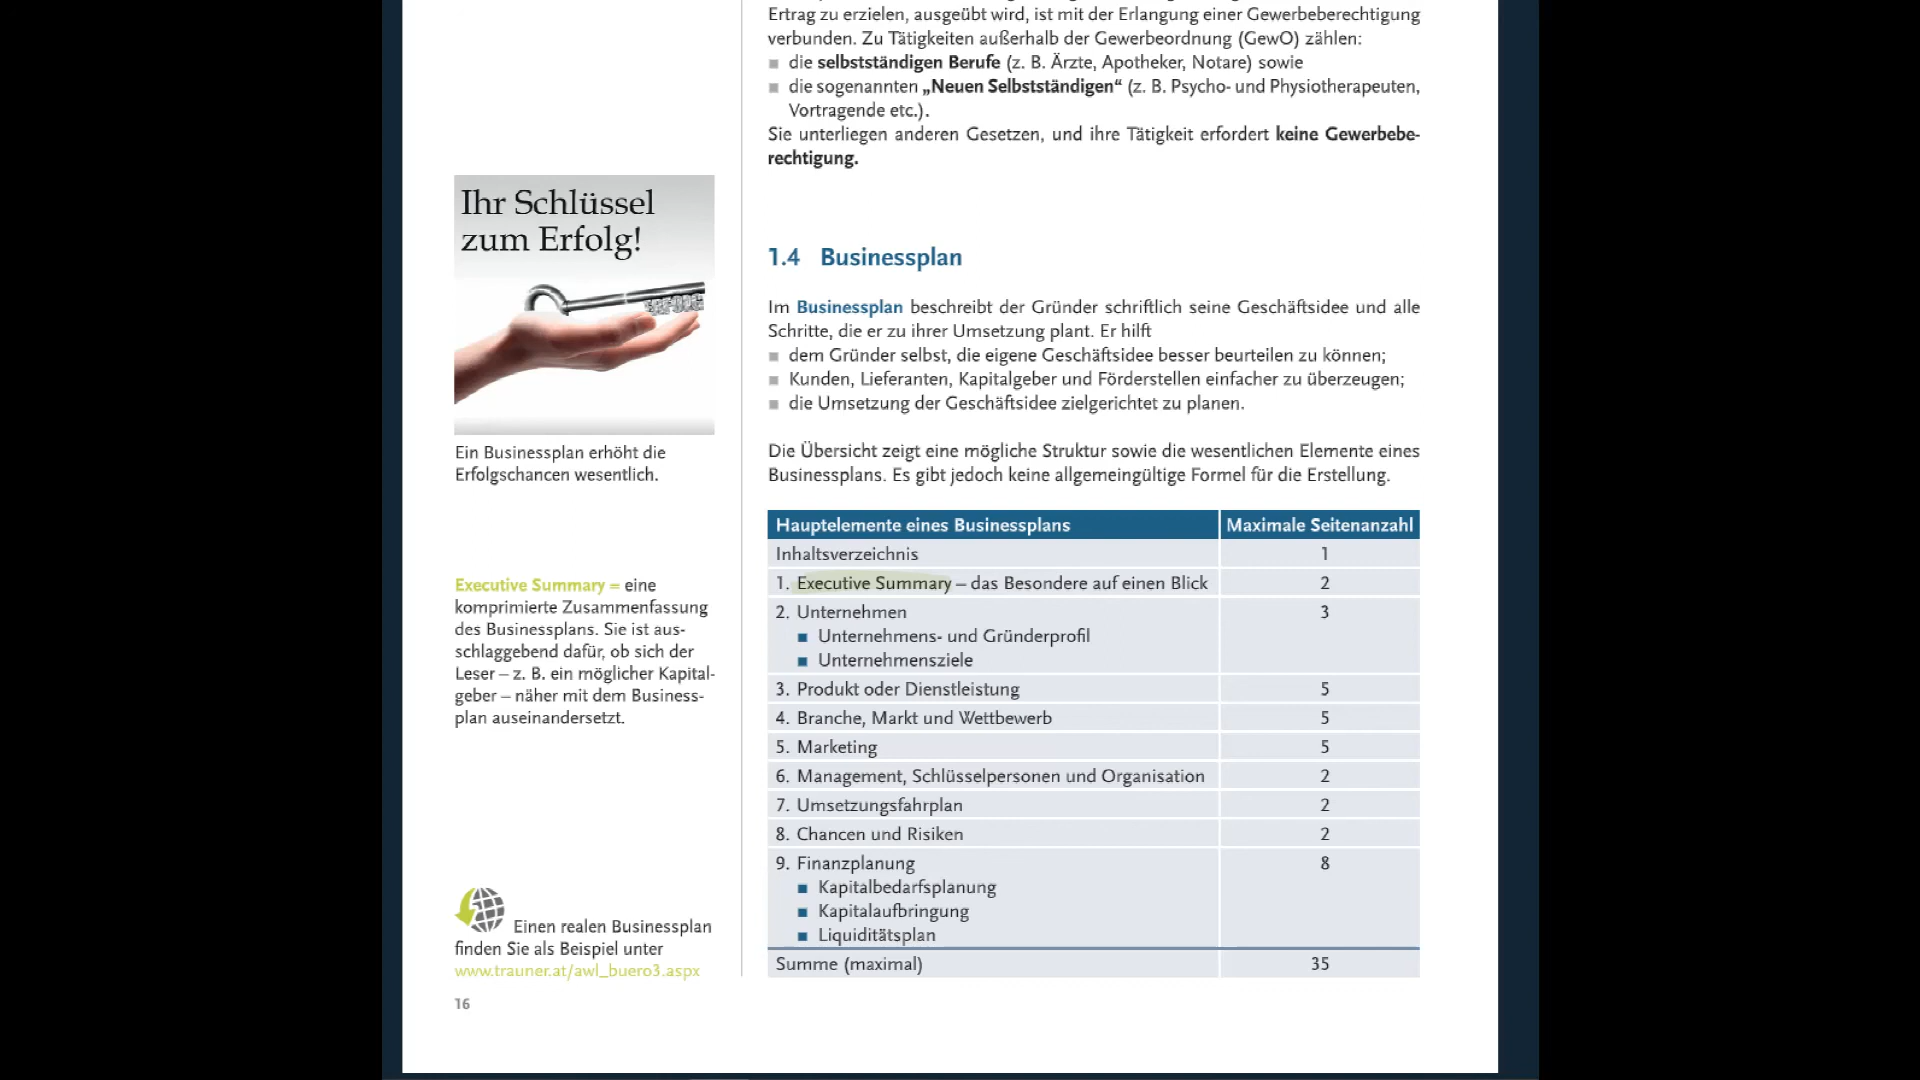 Ertrag zu erzielen, ausgeübt wird, ist mit der Erlangung einer Gewerbeberechtigung
verbunden. Zu Tätigkeiten außerhalb der Gewerbeordnung (GewO) zählen:
■ die selbstständigen Berufe (z. B. Ärzte, Apotheker, Notare) sowie
■ die sogenannten „Neuen Selbstständigen“ (z. B. Psycho- und Physiotherapeuten,
Vortragende etc.).
Sie unterliegen anderen Gesetzen, und ihre Tätigkeit erfordert keine Gewerbebe-
rechtigung.
Ihr Schlüssel
zum Erfolg!
ERFOLG
Ein Businessplan erhöht die
Erfolgschancen wesentlich.
1.4 Businessplan
Im Businessplan beschreibt der Gründer schriftlich seine Geschäftsidee und alle
Schritte, die er zu ihrer Umsetzung plant. Er hilft
■ dem Gründer selbst, die eigene Geschäftsidee besser beurteilen zu können;
■ Kunden, Lieferanten, Kapitalgeber und Förderstellen einfacher zu überzeugen;
■ die Umsetzung der Geschäftsidee zielgerichtet zu planen.
Die Übersicht zeigt eine mögliche Struktur sowie die wesentlichen Elemente eines
Businessplans. Es gibt jedoch keine allgemeingültige Formel für die Erstellung.
Executive Summary = eine
komprimierte Zusammenfassung
des Businessplans. Sie ist aus-
schlaggebend dafür, ob sich der
Leser – z. B. ein möglicher Kapital-
geber – näher mit dem Business-
plan auseinandersetzt.
Hauptelemente eines Businessplans Maximale Seitenanzahl
Inhaltsverzeichnis 1
1. Executive Summary – das Besondere auf einen Blick 2
2. Unternehmen 3
■ Unternehmens- und Gründerprofil
■ Unternehmensziele
3. Produkt oder Dienstleistung 5
4. Branche, Markt und Wettbewerb 5
5. Marketing 5
6. Management, Schlüsselpersonen und Organisation 2
7. Umsetzungsfahrplan 2
8. Chancen und Risiken 2
9. Finanzplanung 8
■ Kapitalbedarfsplanung
■ Kapitalaufbringung
■ Liquiditätsplan
Summe (maximal) 35
Einen realen Businessplan
finden Sie als Beispiel unter
www.trauner.at/awl_buero3.aspx
16